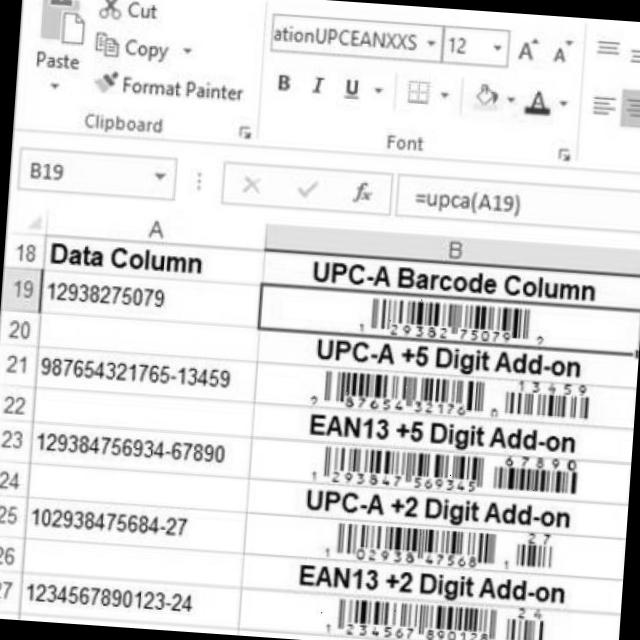 Cut
Copy
Paste
Format Painter
Clipboard
ationUPCEANXXS 12 A A
B I U A
Font
B19 fx =upca(A19)
A B
18 Data Column UPC-A Barcode Column
19 12938275079
1 29382 75079 2
20 UPC-A +5 Digit Add-on
21 987654321765-13459
13459
87654 32176
22 EAN13 +5 Digit Add-on
23 129384756934-67890
67890
1 293847 569345
24 UPC-A +2 Digit Add-on
25 102938475684-27
27
1 02938 47568 1
26 EAN13 +2 Digit Add-on
27 1234567890123-24
24
1 234567 890128